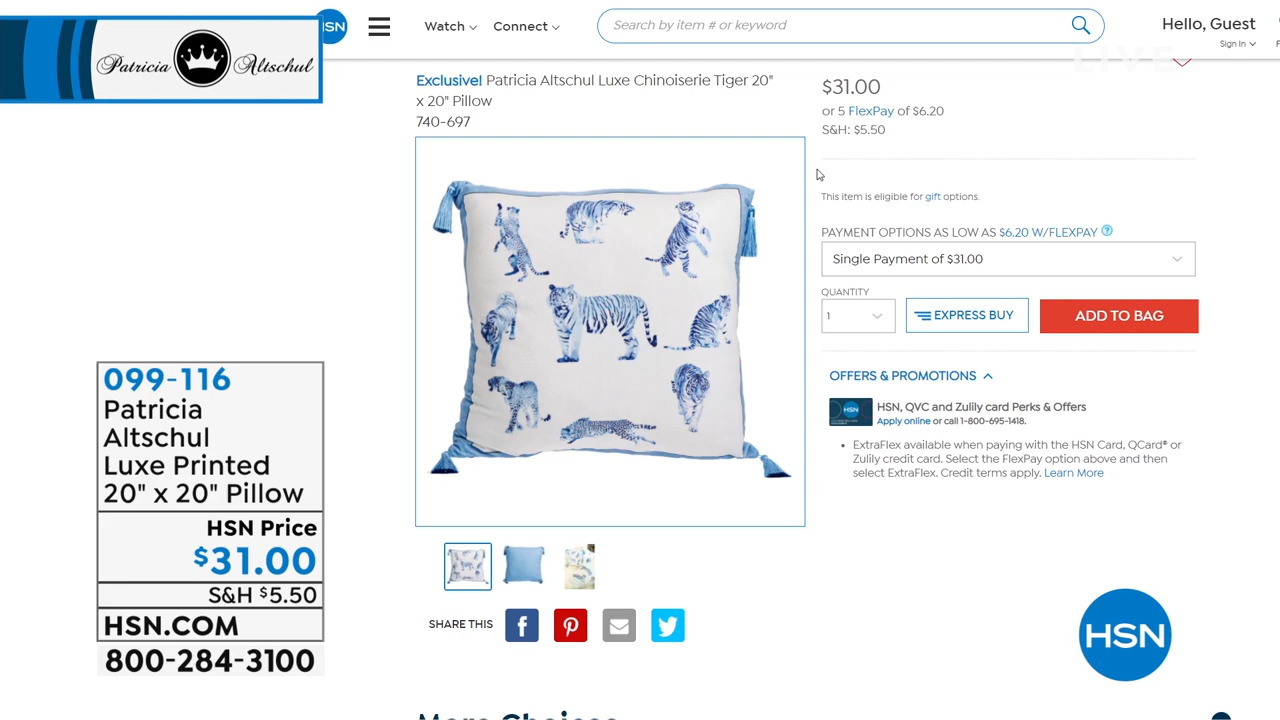 Patricia Altschul
HSN
Watch
Connect
Search by item # or keyword
Hello, Guest
Sign In
LIVE
Exclusive! Patricia Altschul Luxe Chinoiserie Tiger 20"
x 20" Pillow
740-697
$31.00
or 5 FlexPay of $6.20
S&H: $5.50
This item is eligible for gift options.
PAYMENT OPTIONS AS LOW AS $6.20 W/FLEXPAY ?
Single Payment of $31.00
QUANTITY
1
EXPRESS BUY
ADD TO BAG
OFFERS & PROMOTIONS
HSN
HSN, QVC and Zulily card Perks & Offers
Apply online or call 1-800-695-1418.
• ExtraFlex available when paying with the HSN Card, QCard® or
Zulily credit card. Select the FlexPay option above and then
select ExtraFlex. Credit terms apply. Learn More
SHARE THIS
099-116
Patricia
Altschul
Luxe Printed
20" x 20" Pillow
HSN Price
$31.00
S&H $5.50
HSN.COM
800-284-3100
HSN
More Choices